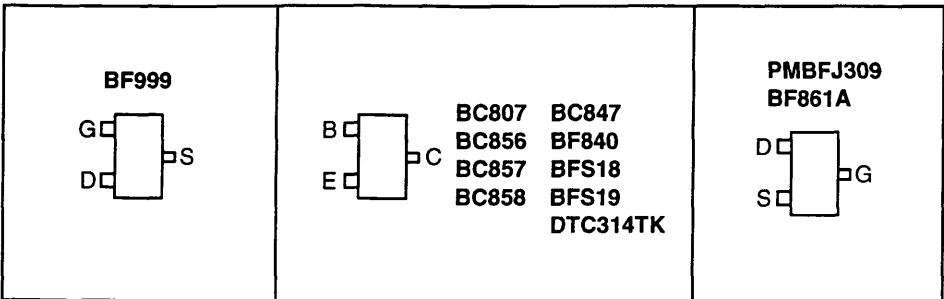 BF999
G
S
D
B
C
E
BC807 BC847
BC856 BF840
BC857 BFS18
BC858 BFS19
DTC314TK
PMBFJ309
BF861A
D
G
S